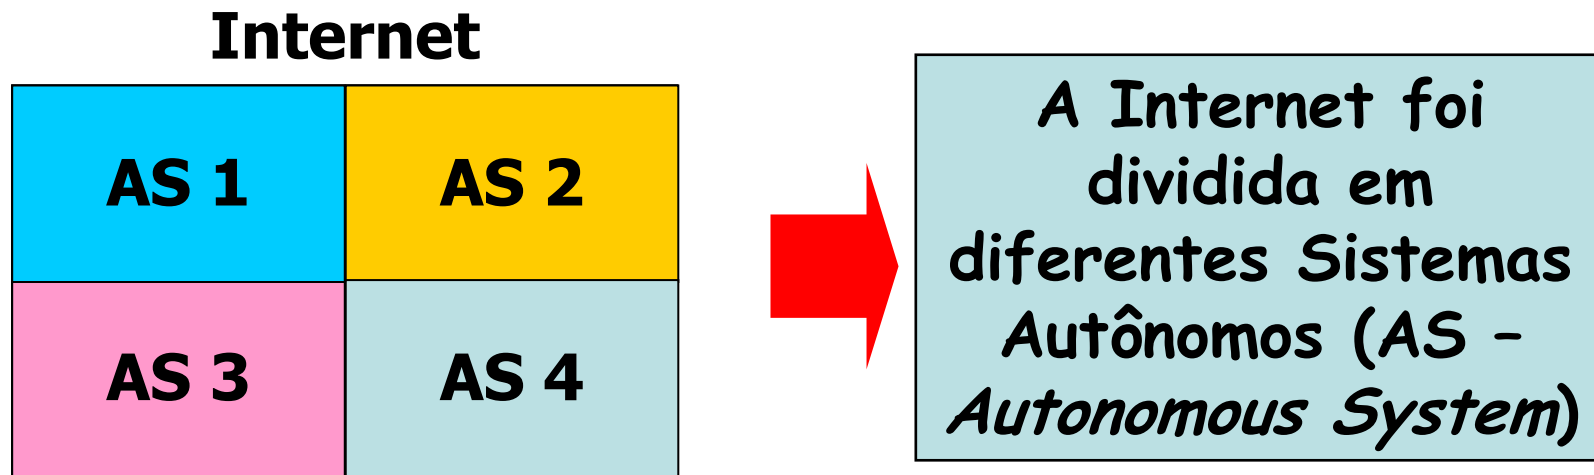 Internet
AS 1 AS 2
AS 3 AS 4
A Internet foi
dividida em
diferentes Sistemas
Autônomos (AS –
Autonomous System)